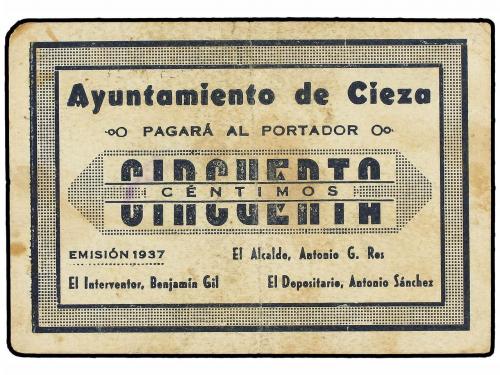 Ayuntamiento de Cieza
PAGARÁ AL PORTADOR
CINCUENTA
CÉNTIMOS
EMISIÓN 1937
El Alcalde, Antonio G. Ros
El Interventor, Benjamín Gil
El Depositario, Antonio Sánchez